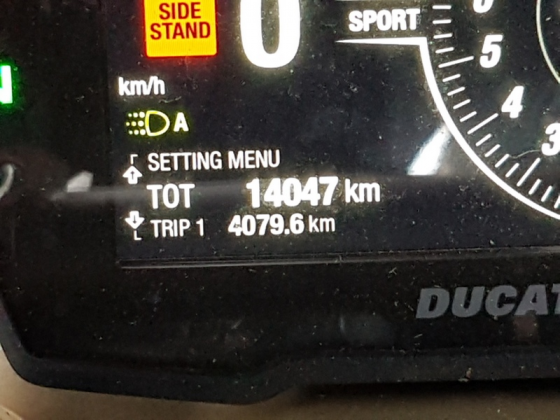 SIDE
STAND
0
SPORT
5
4
3
N
km/h
A
SETTING MENU
TOT 14047 km
TRIP 1 4079.6 km
DUCAT